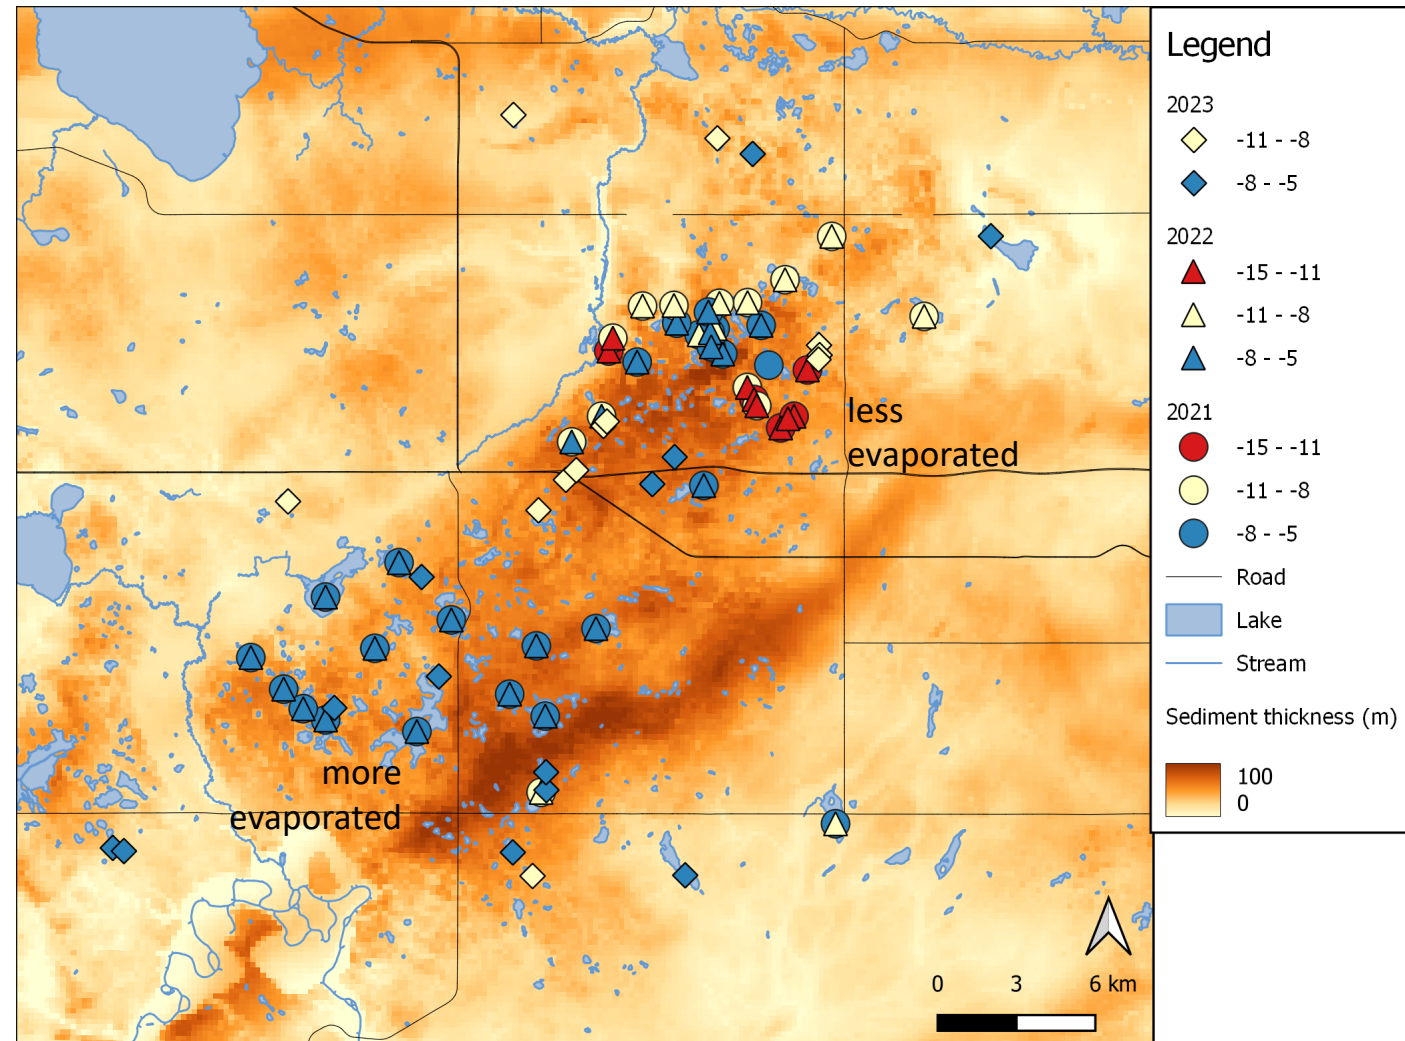 less
evaporated
more
evaporated
0 3 6 km
Legend
2023
-11 - -8
-8 - -5
2022
-15 - -11
-11 - -8
-8 - -5
2021
-15 - -11
-11 - -8
-8 - -5
Road
Lake
Stream
Sediment thickness (m)
100
0